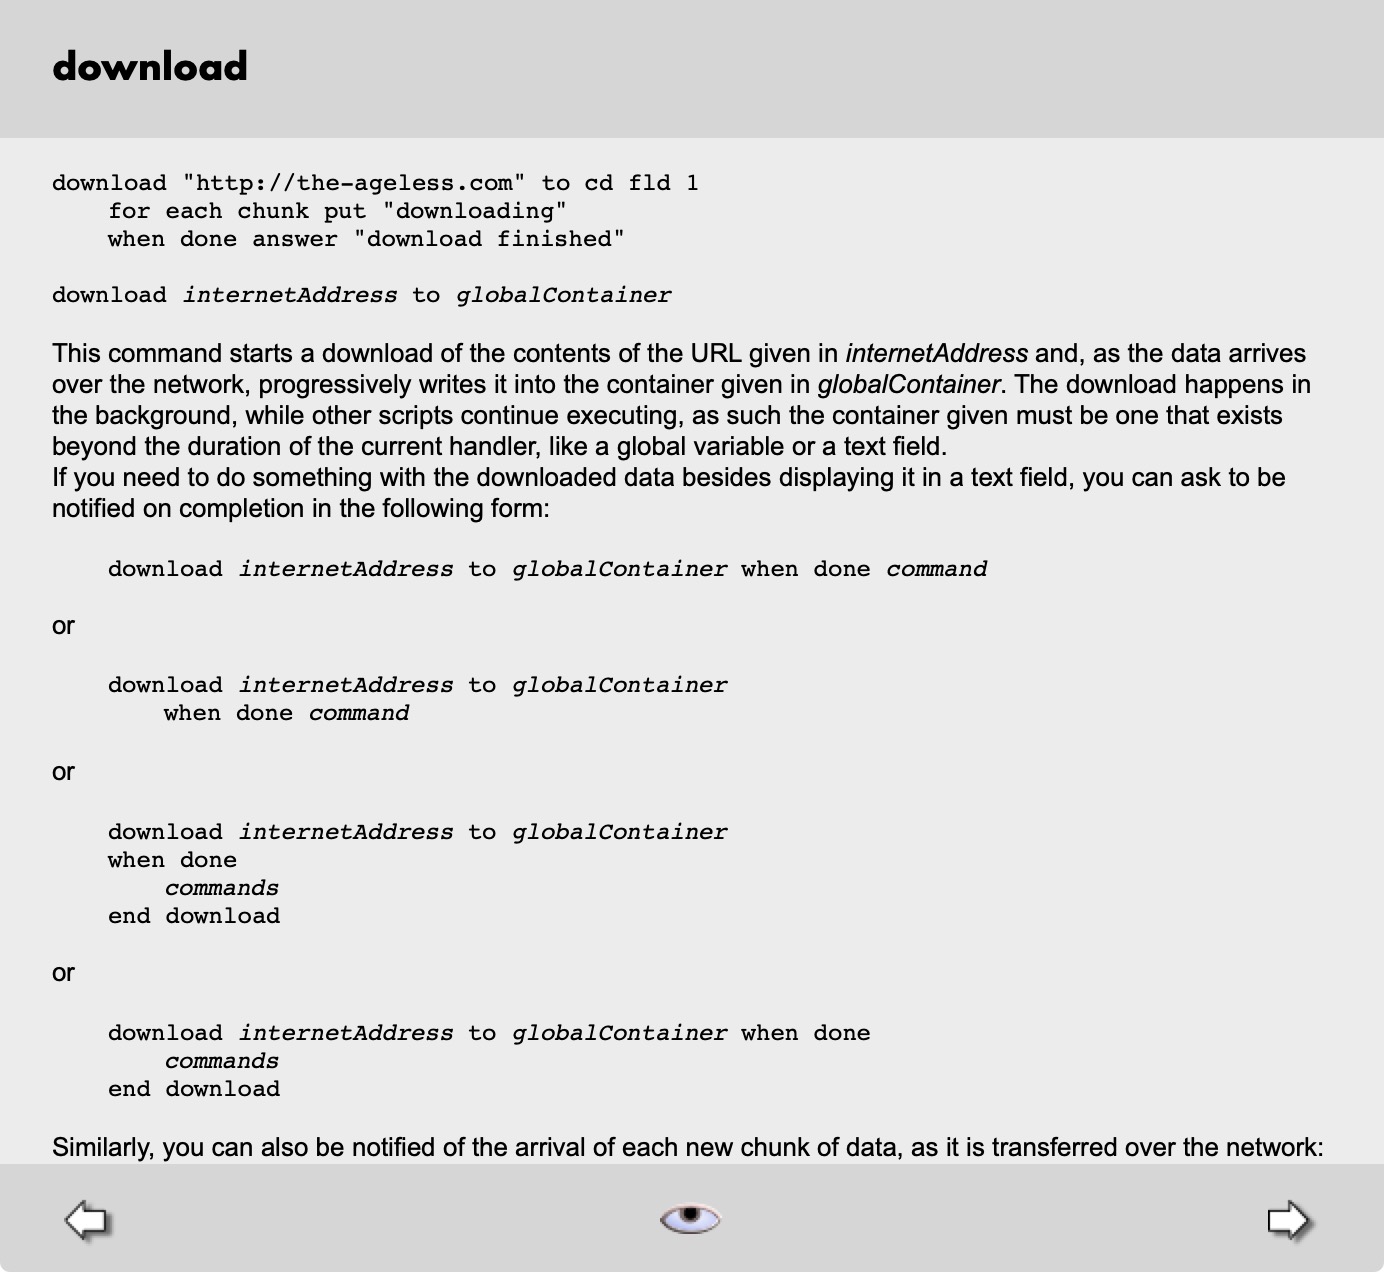 download
download "http://the-ageless.com" to cd fld 1
for each chunk put "downloading"
when done answer "download finished"
download internetAddress to globalContainer
This command starts a download of the contents of the URL given in internetAddress and, as the data arrives
over the network, progressively writes it into the container given in globalContainer. The download happens in
the background, while other scripts continue executing, as such the container given must be one that exists
beyond the duration of the current handler, like a global variable or a text field.
If you need to do something with the downloaded data besides displaying it in a text field, you can ask to be
notified on completion in the following form:
download internetAddress to globalContainer when done command
or
download internetAddress to globalContainer
when done command
or
download internetAddress to globalContainer
when done
commands
end download
or
download internetAddress to globalContainer when done
commands
end download
Similarly, you can also be notified of the arrival of each new chunk of data, as it is transferred over the network: